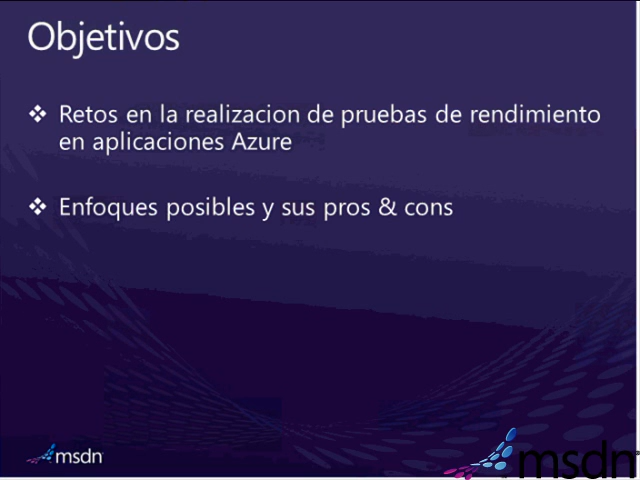 Objetivos
❖ Retos en la realizacion de pruebas de rendimiento
en aplicaciones Azure
❖ Enfoques posibles y sus pros & cons
msdn
msdn